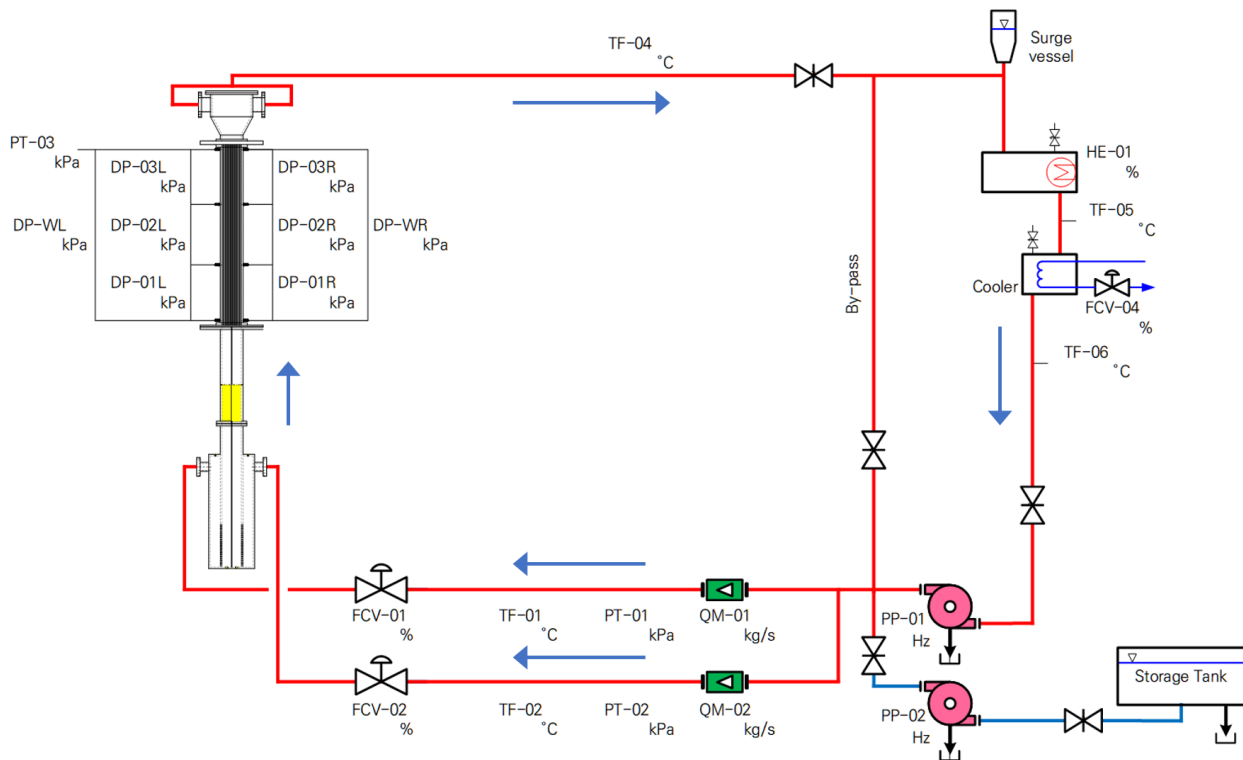 TF-04
°C
Surge
vessel
PT-03
kPa
DP-03L
kPa
DP-03R
kPa
HE-01
%
DP-WL
kPa
DP-02L
kPa
DP-02R
kPa
DP-WR
kPa
TF-05
°C
DP-01L
kPa
DP-01R
kPa
By-pass
Cooler
FCV-04
%
TF-06
°C
FCV-01
%
TF-01
°C
PT-01
kPa
QM-01
kg/s
PP-01
Hz
FCV-02
%
TF-02
°C
PT-02
kPa
QM-02
kg/s
PP-02
Hz
Storage Tank